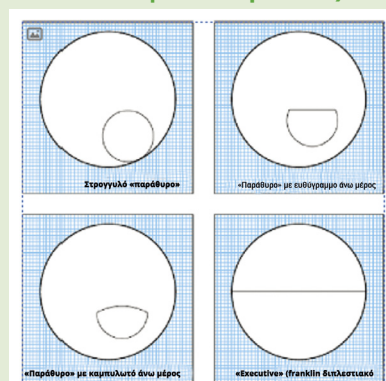 Στρογγυλό «παράθυρο»
«Παράθυρο» με ευθύγραμμο άνω μέρος
«Παράθυρο» με καμπυλωτό άνω μέρος
«Executive» (franklin διπλεστιακό